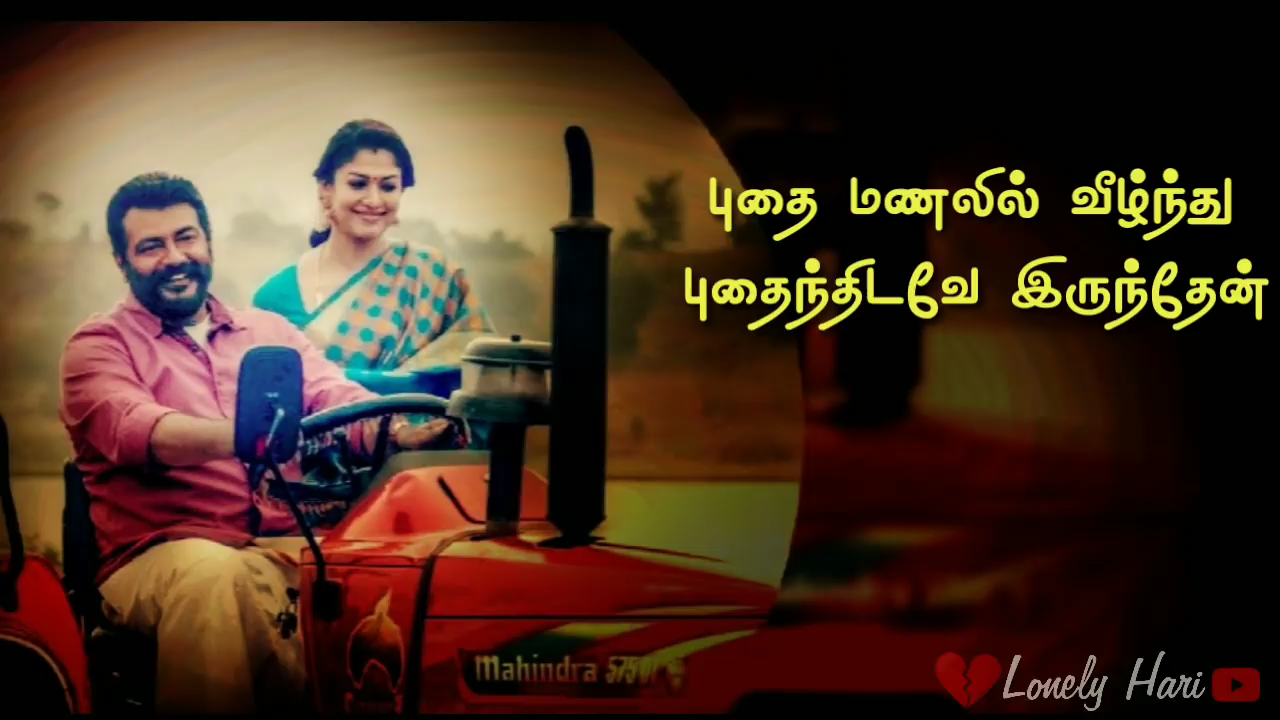 புதை மணலில் வீழ்ந்து
புதைந்திடவே இருந்தேன்
Mahindra
Lonely Hari